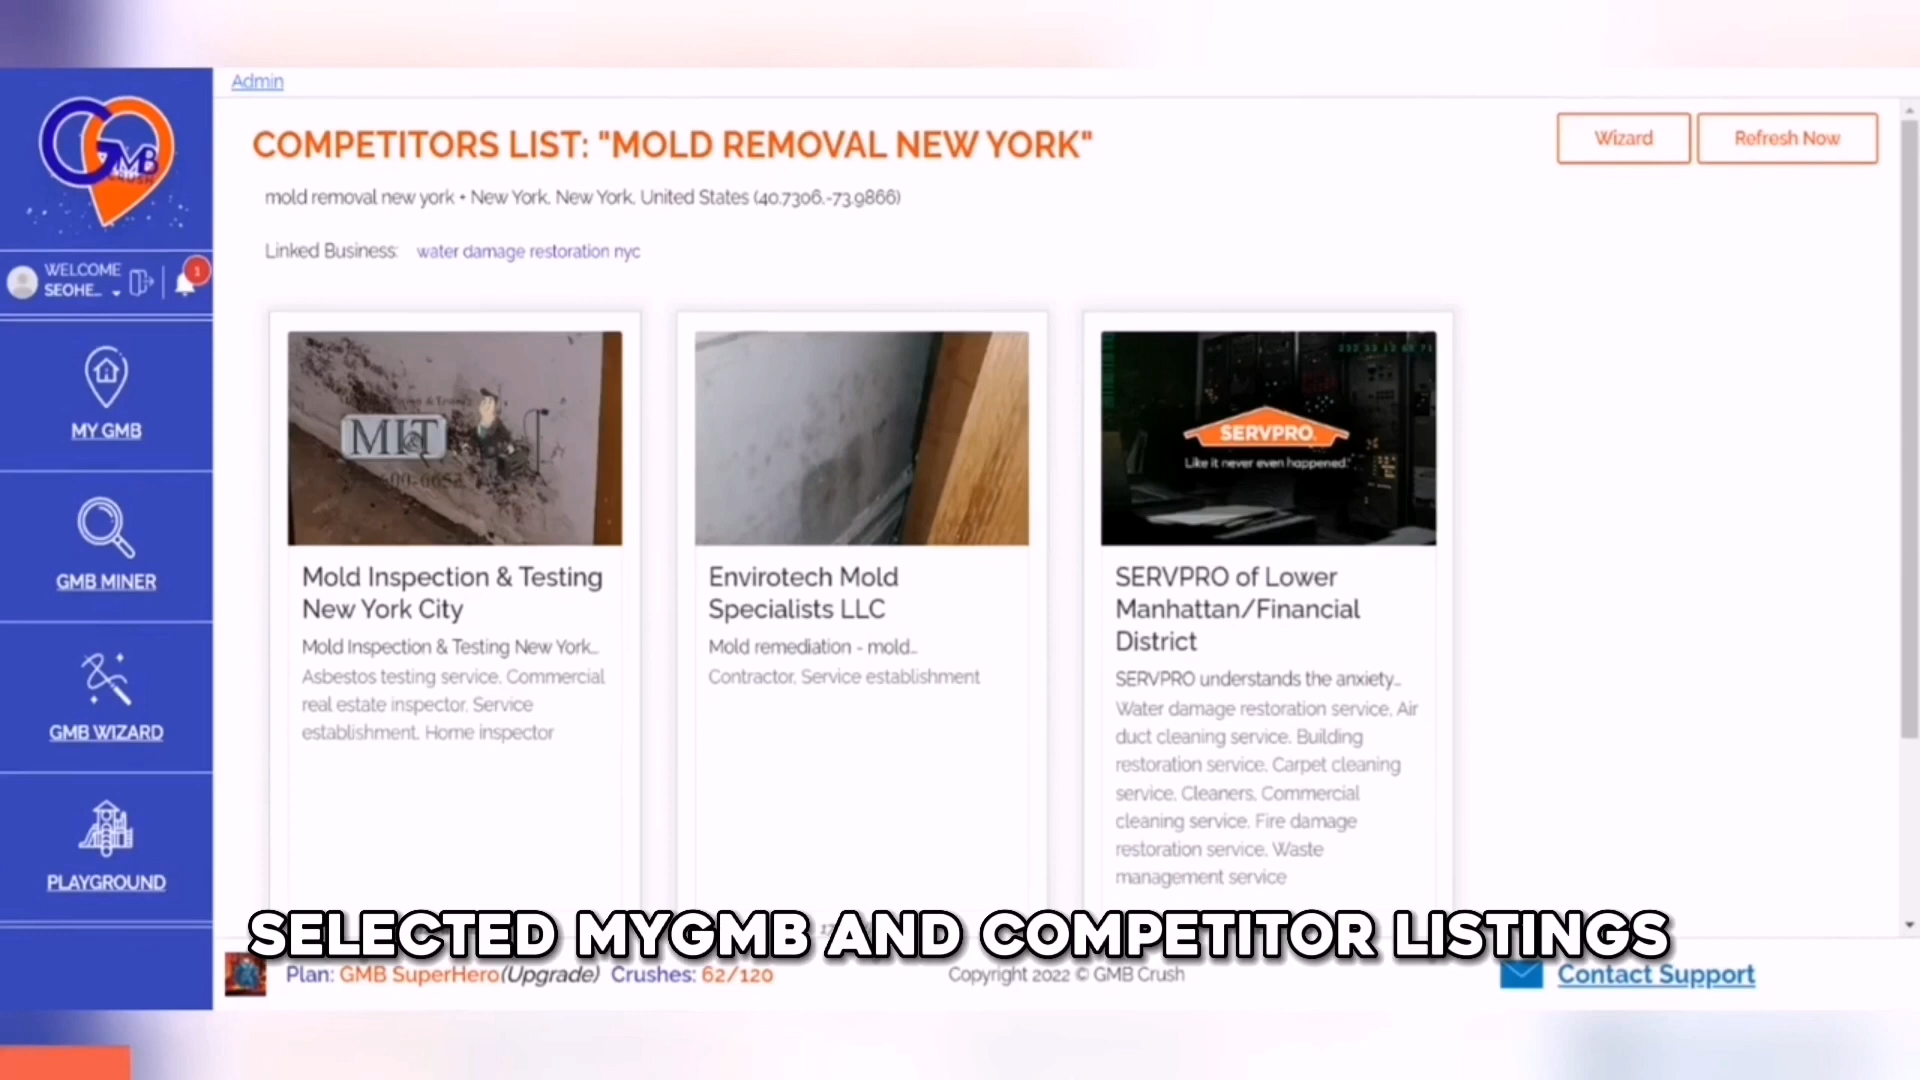 Admin
COMPETITORS LIST: "MOLD REMOVAL NEW YORK"
Wizard
Refresh Now
mold removal new york • New York, New York, United States (40.7306,-73.9866)
Linked Business: water damage restoration nyc
GMB
WELCOME
SEOHE...
1
MY GMB
GMB MINER
GMB WIZARD
PLAYGROUND
MIT
Mold Inspection & Testing
New York City
Mold Inspection & Testing New York...
Asbestos testing service, Commercial
real estate inspector, Service
establishment, Home inspector
Envirotech Mold
Specialists LLC
Mold remediation - mold...
Contractor, Service establishment
SERVPRO
Like it never even happened.
SERVPRO of Lower
Manhattan/Financial
District
SERVPRO understands the anxiety...
Water damage restoration service, Air
duct cleaning service, Building
restoration service, Carpet cleaning
service, Cleaners, Commercial
cleaning service, Fire damage
restoration service, Waste
management service
SELECTED MYGMB AND COMPETITOR LISTINGS
Plan: GMB SuperHero(Upgrade) Crushes: 62/120
Copyright 2022 © GMB Crush
Contact Support